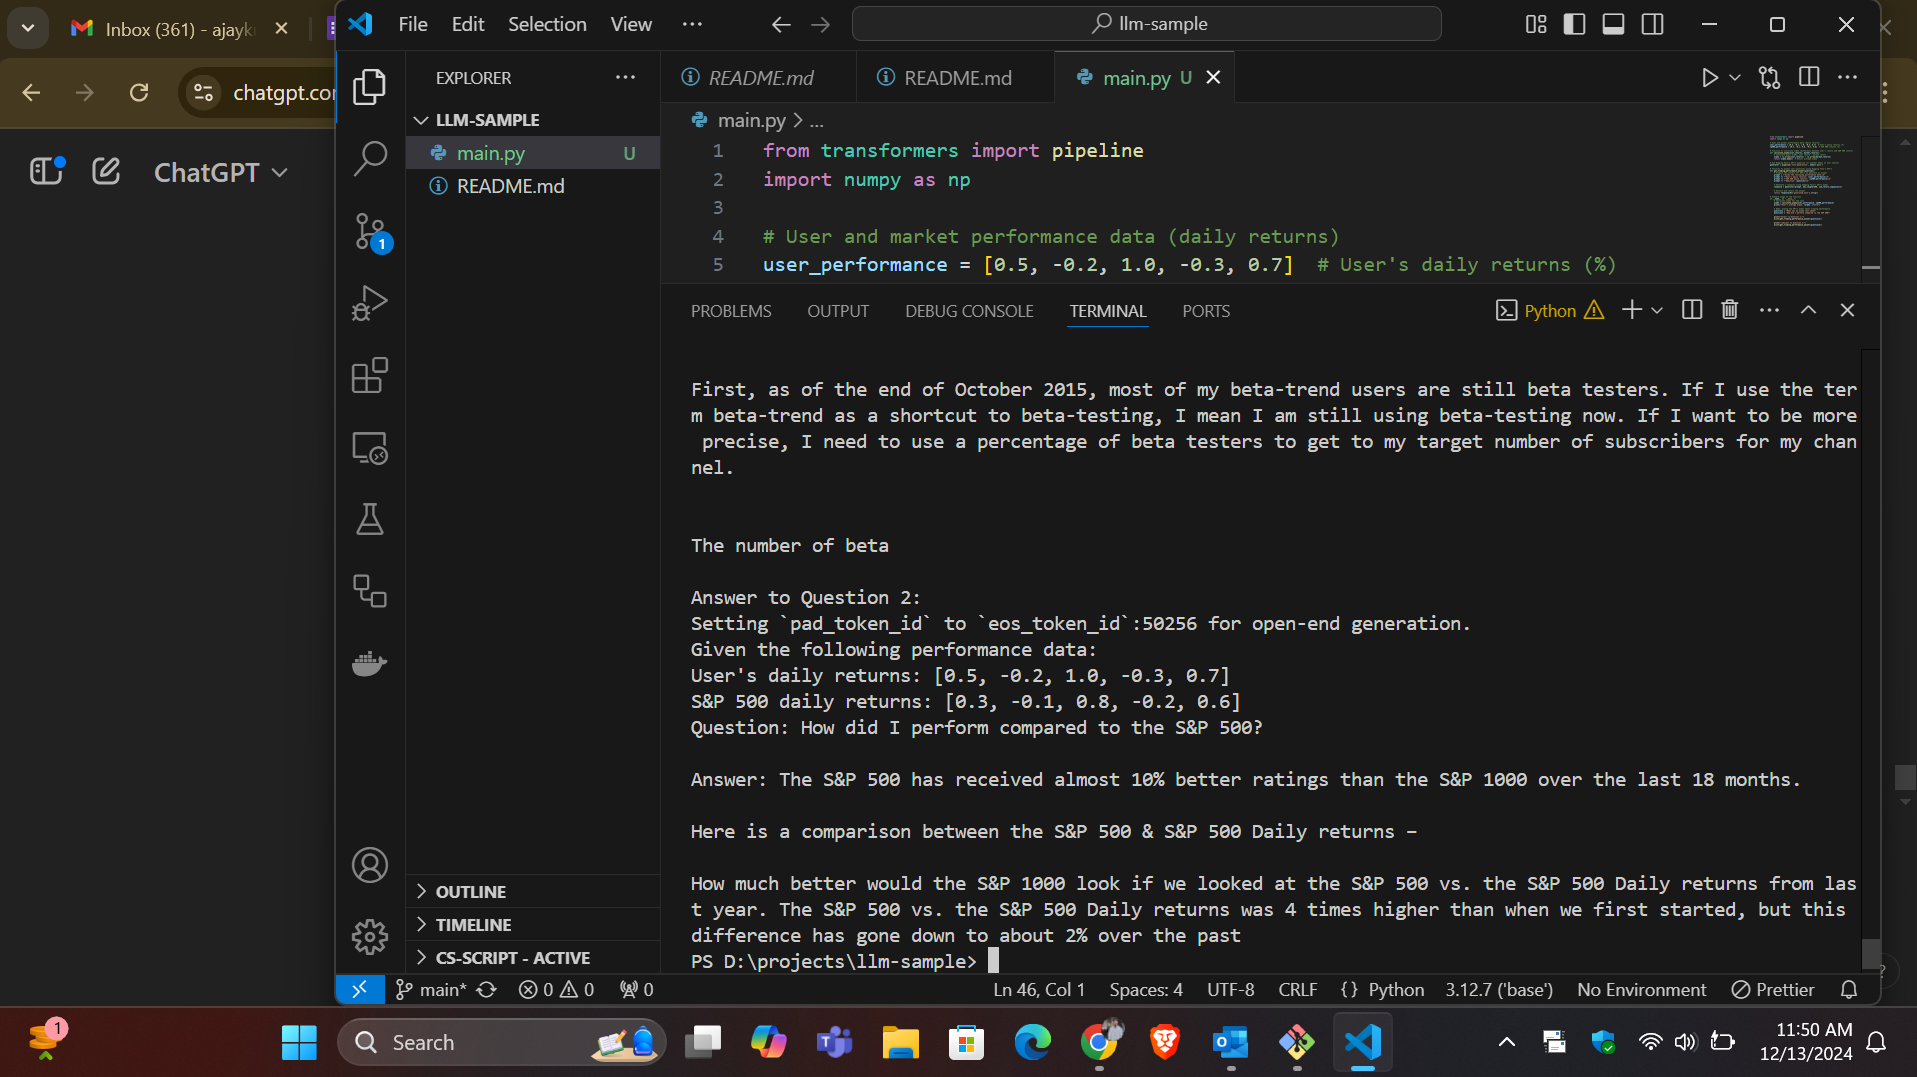 Inbox (361) - ajaykr
chatgpt.com
ChatGPT
File Edit Selection View ...
llm-sample
EXPLORER
LLM-SAMPLE
main.py U
README.md
OUTLINE
TIMELINE
CS-SCRIPT - ACTIVE
README.md README.md main.py U
main.py > ...
1 from transformers import pipeline
2 import numpy as np
3
4 # User and market performance data (daily returns)
5 user_performance = [0.5, -0.2, 1.0, -0.3, 0.7] # User's daily returns (%)
PROBLEMS OUTPUT DEBUG CONSOLE TERMINAL PORTS
Python
First, as of the end of October 2015, most of my beta-trend users are still beta testers. If I use the ter
m beta-trend as a shortcut to beta-testing, I mean I am still using beta-testing now. If I want to be more
precise, I need to use a percentage of beta testers to get to my target number of subscribers for my chan
nel.
The number of beta
Answer to Question 2:
Setting `pad_token_id` to `eos_token_id`:50256 for open-end generation.
Given the following performance data:
User's daily returns: [0.5, -0.2, 1.0, -0.3, 0.7]
S&P 500 daily returns: [0.3, -0.1, 0.8, -0.2, 0.6]
Question: How did I perform compared to the S&P 500?
Answer: The S&P 500 has received almost 10% better ratings than the S&P 1000 over the last 18 months.
Here is a comparison between the S&P 500 & S&P 500 Daily returns –
How much better would the S&P 1000 look if we looked at the S&P 500 vs. the S&P 500 Daily returns from las
t year. The S&P 500 vs. the S&P 500 Daily returns was 4 times higher than when we first started, but this
difference has gone down to about 2% over the past
PS D:\projects\llm-sample>
main* 0 0 0 Ln 46, Col 1 Spaces: 4 UTF-8 CRLF {} Python 3.12.7 ('base') No Environment Prettier
1
1
Search
11:50 AM
12/13/2024